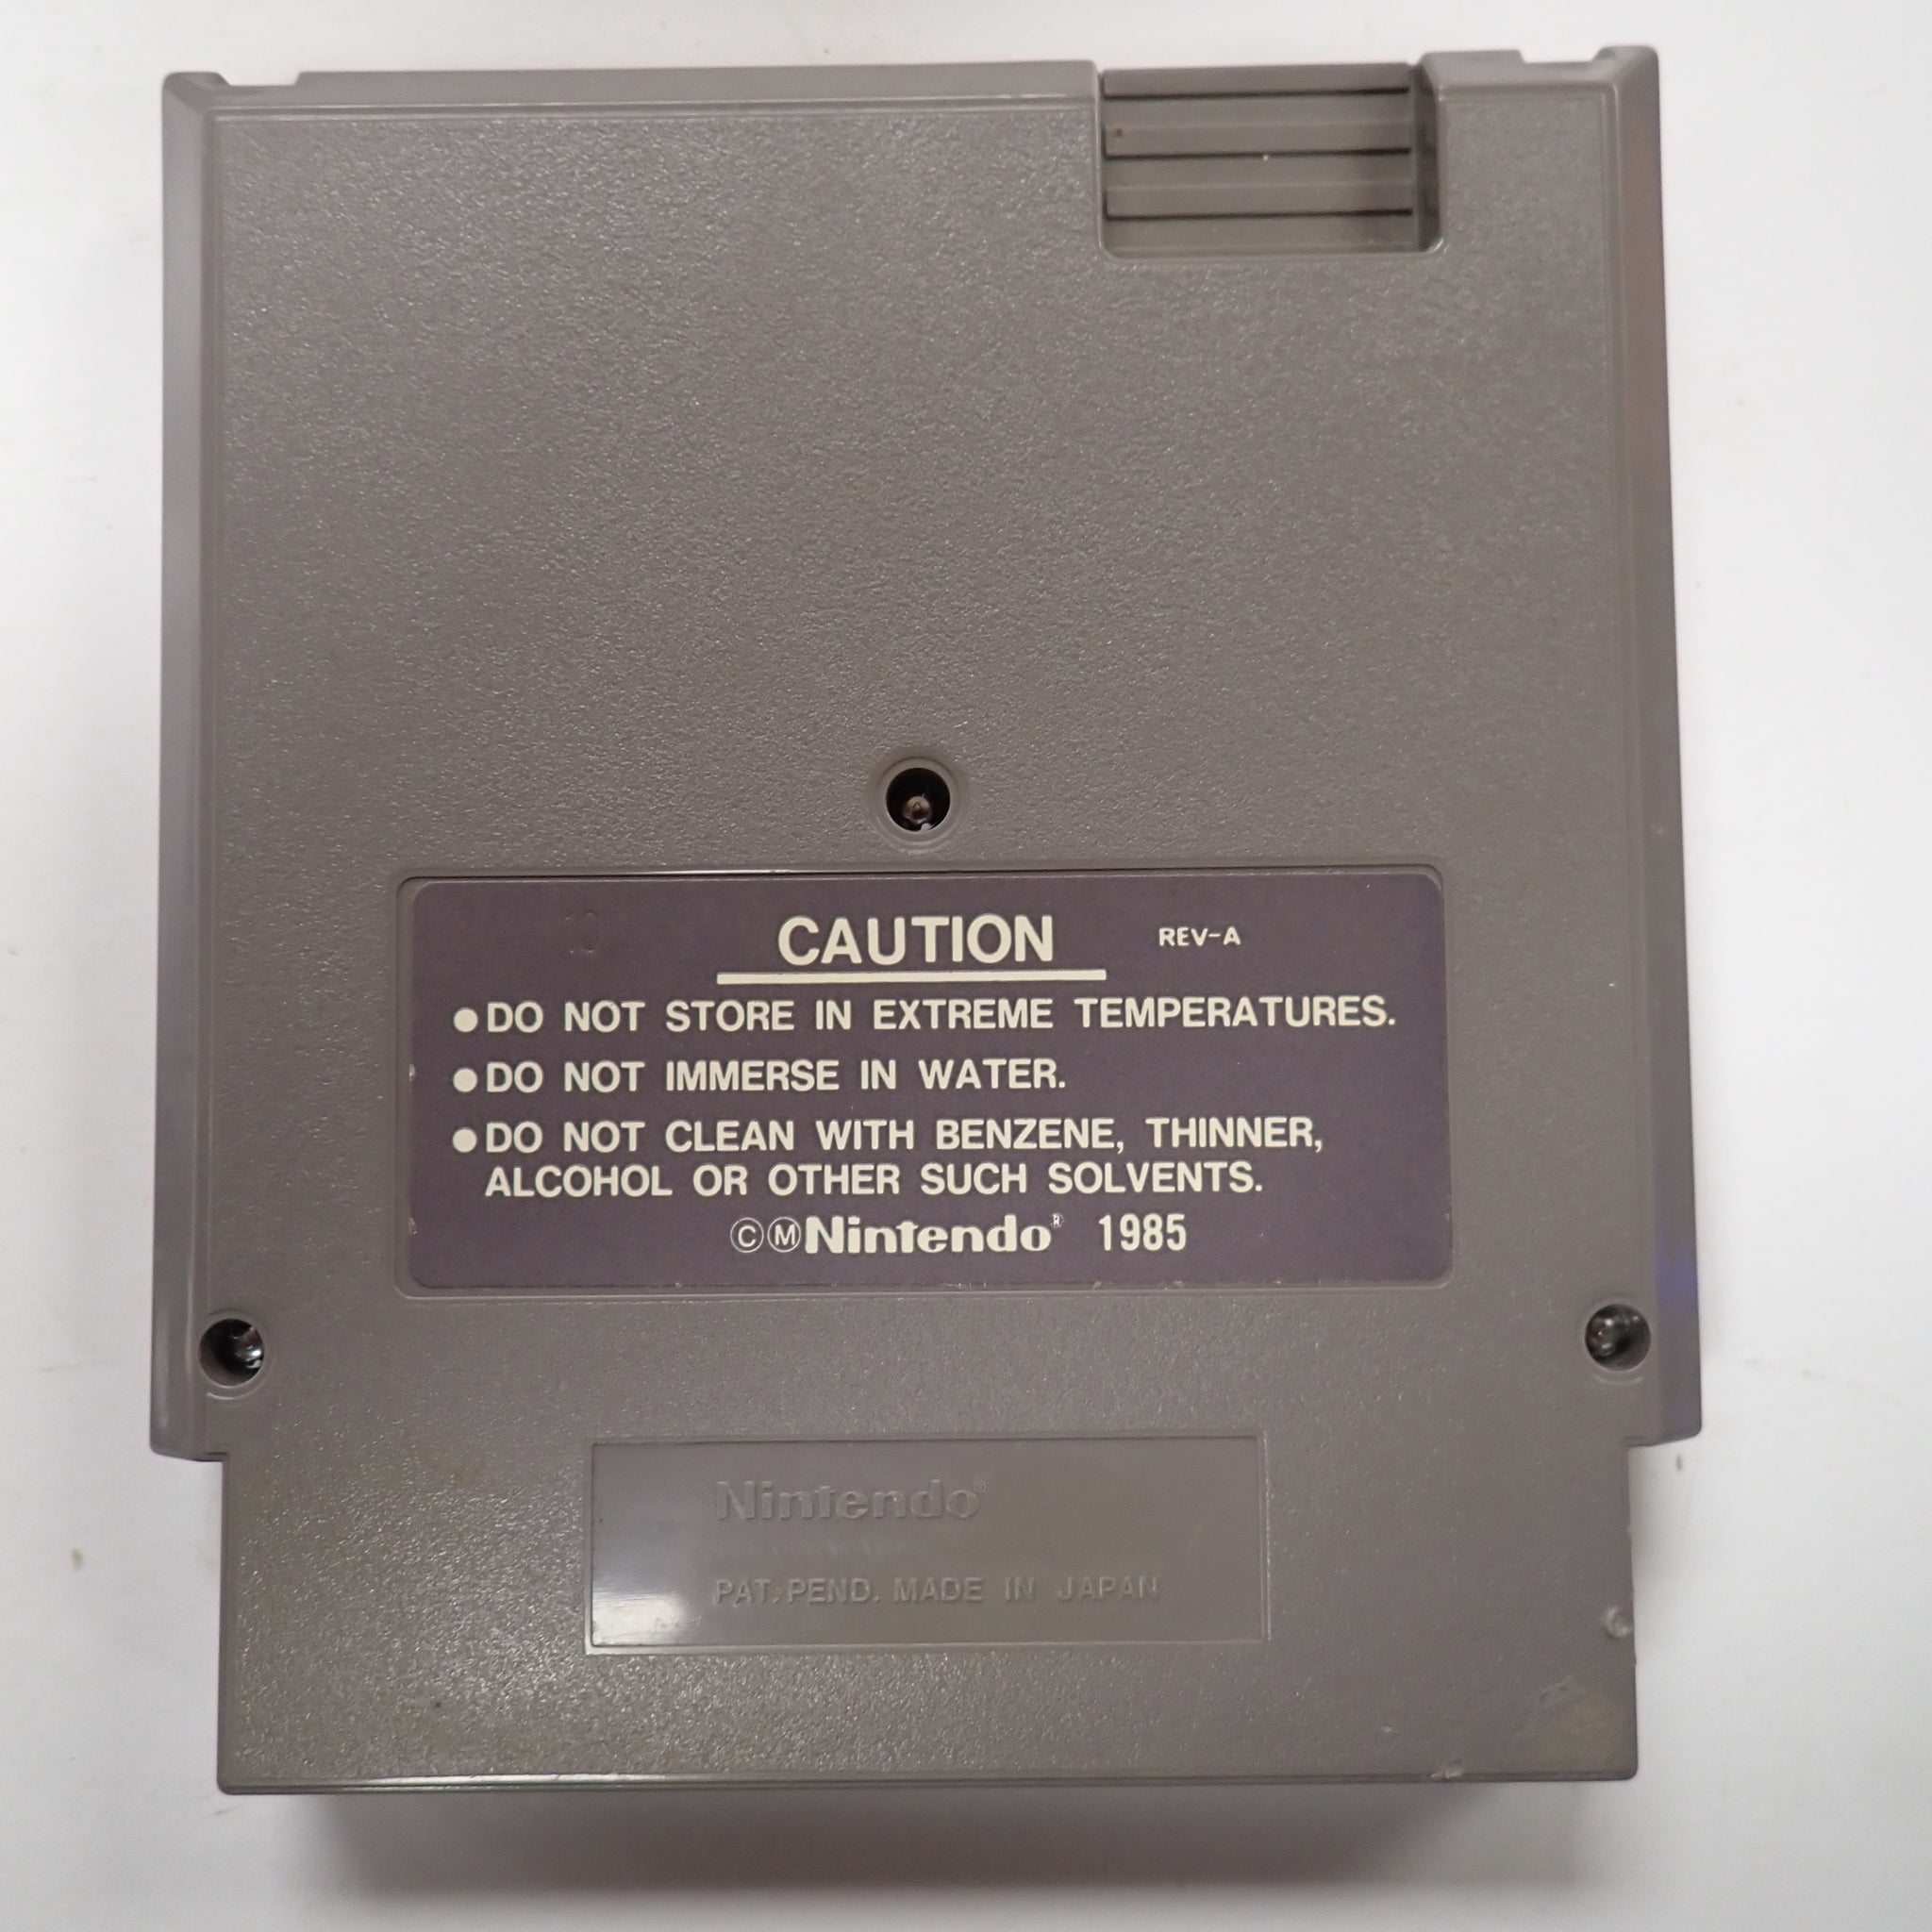 CAUTION REV-A
●DO NOT STORE IN EXTREME TEMPERATURES.
●DO NOT IMMERSE IN WATER.
●DO NOT CLEAN WITH BENZENE, THINNER,
ALCOHOL OR OTHER SUCH SOLVENTS.
ⒸⓂNintendo® 1985
Nintendo®
PAT. PEND. MADE IN JAPAN